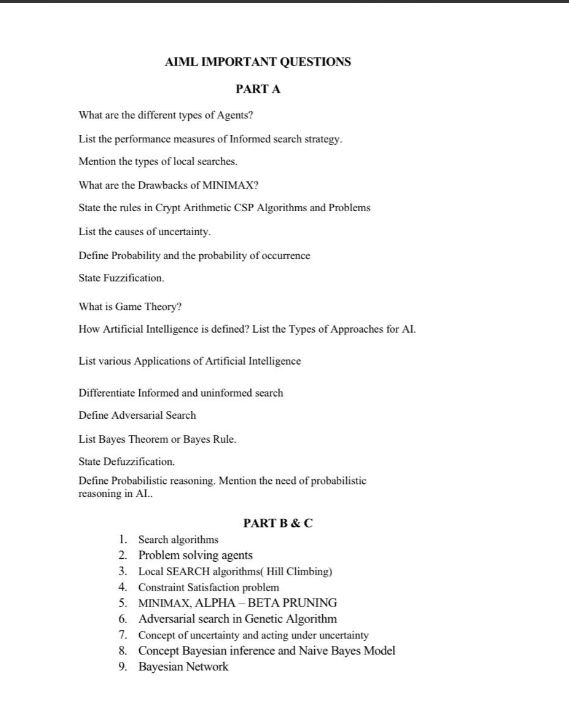 AIML IMPORTANT QUESTIONS
PART A
What are the different types of Agents?
List the performance measures of Informed search strategy.
Mention the types of local searches.
What are the Drawbacks of MINIMAX?
State the rules in Crypt Arithmetic CSP Algorithms and Problems
List the causes of uncertainty.
Define Probability and the probability of occurrence
State Fuzzification.
What is Game Theory?
How Artificial Intelligence is defined? List the Types of Approaches for AI.
List various Applications of Artificial Intelligence
Differentiate Informed and uninformed search
Define Adversarial Search
List Bayes Theorem or Bayes Rule.
State Defuzzification.
Define Probabilistic reasoning. Mention the need of probabilistic
reasoning in AI..
PART B & C
1. Search algorithms
2. Problem solving agents
3. Local SEARCH algorithms( Hill Climbing)
4. Constraint Satisfaction problem
5. MINIMAX, ALPHA – BETA PRUNING
6. Adversarial search in Genetic Algorithm
7. Concept of uncertainty and acting under uncertainty
8. Concept Bayesian inference and Naive Bayes Model
9. Bayesian Network